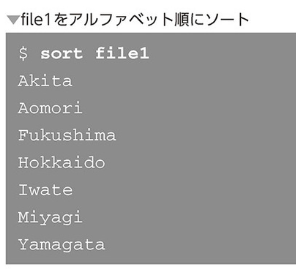 ▼file1をアルファベット順にソート
$ sort file1
Akita
Aomori
Fukushima
Hokkaido
Iwate
Miyagi
Yamagata